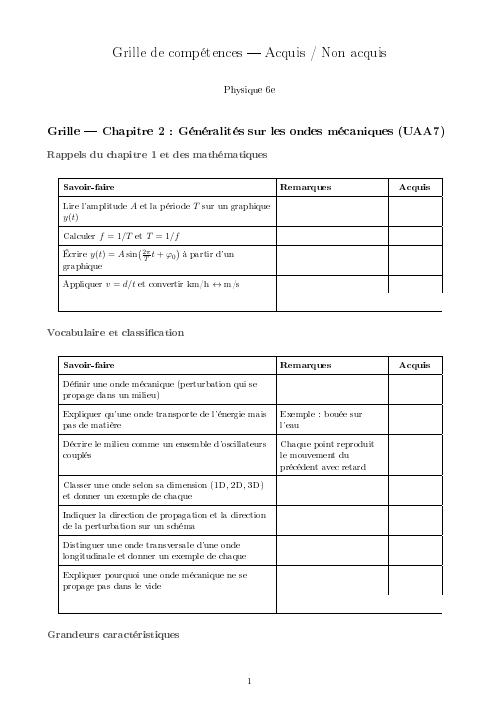 Grille de compétences — Acquis / Non acquis
Physique 6e
Grille — Chapitre 2 : Généralités sur les ondes mécaniques (UAA7)
Rappels du chapitre 1 et des mathématiques
Savoir-faire Remarques Acquis
Lire l'amplitude A et la période T sur un graphique
y(t)
Calculer f = 1/T et T = 1/f
Écrire y(t) = A sin(2π/T t + φ₀) à partir d'un
graphique
Appliquer v = d/t et convertir km/h ↔ m/s
Vocabulaire et classification
Savoir-faire Remarques Acquis
Définir une onde mécanique (perturbation qui se
propage dans un milieu)
Expliquer qu'une onde transporte de l'énergie mais
pas de matière
Exemple : bouée sur
l'eau
Décrire le milieu comme un ensemble d'oscillateurs
couplés
Chaque point reproduit
le mouvement du
précédent avec retard
Classer une onde selon sa dimension (1D, 2D, 3D)
et donner un exemple de chaque
Indiquer la direction de propagation et la direction
de la perturbation sur un schéma
Distinguer une onde transversale d'une onde
longitudinale et donner un exemple de chaque
Expliquer pourquoi une onde mécanique ne se
propage pas dans le vide
Grandeurs caractéristiques
1